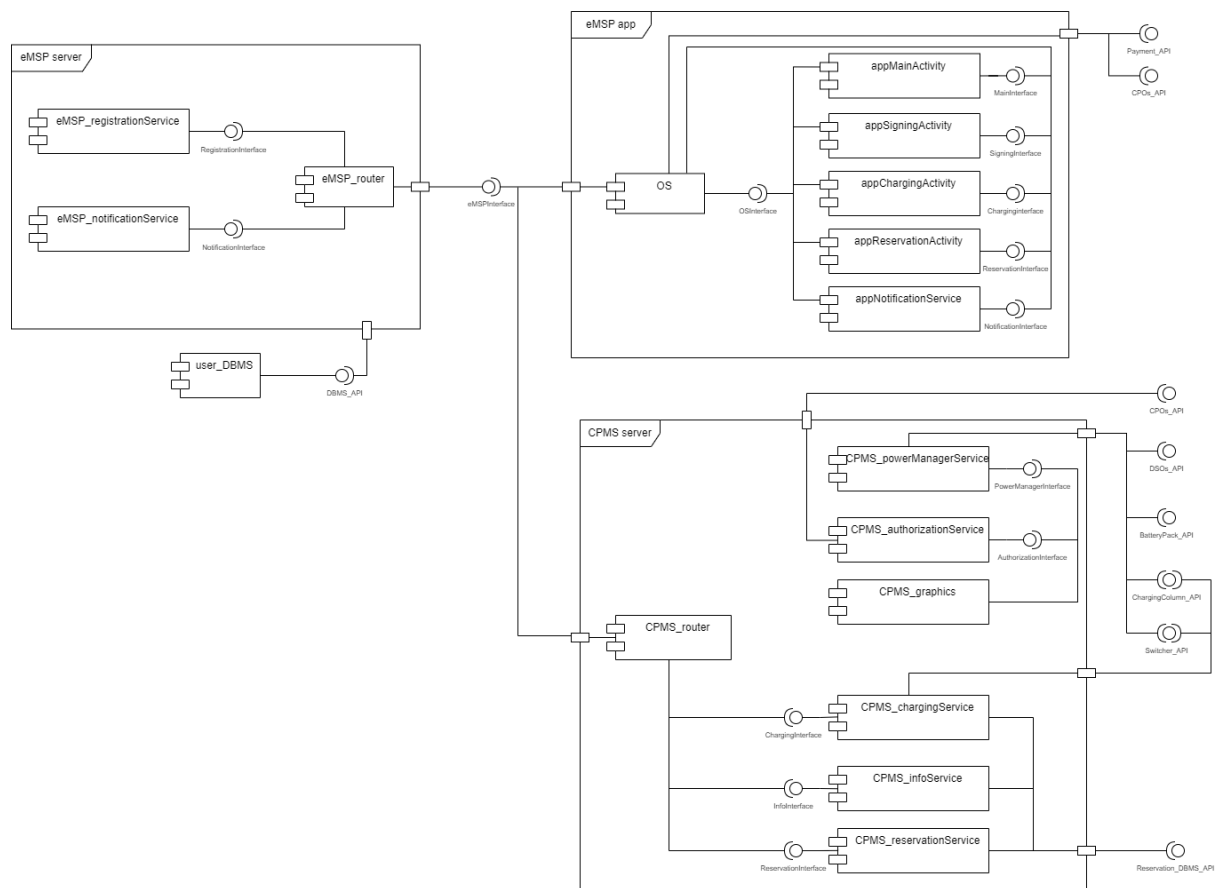 eMSP server
eMSP_registrationService
RegistrationInterface
eMSP_router
eMSP_notificationService
NotificationInterface
user_DBMS
DBMS_API
eMSPInterface
eMSP app
OS
OSInterface
appMainActivity
MainInterface
appSigningActivity
SigningInterface
appChargingActivity
Charginginterface
appReservationActivity
ReservationInterface
appNotificationService
NotificationInterface
Payment_API
CPOs_API
CPMS server
CPOs_API
CPMS_powerManagerService
PowerManagerInterface
DSOs_API
CPMS_authorizationService
AuthorizationInterface
BatteryPack_API
CPMS_graphics
ChargingColumn_API
CPMS_router
Switcher_API
CPMS_chargingService
ChargingInterface
CPMS_infoService
InfoInterface
CPMS_reservationService
ReservationInterface
Reservation_DBMS_API